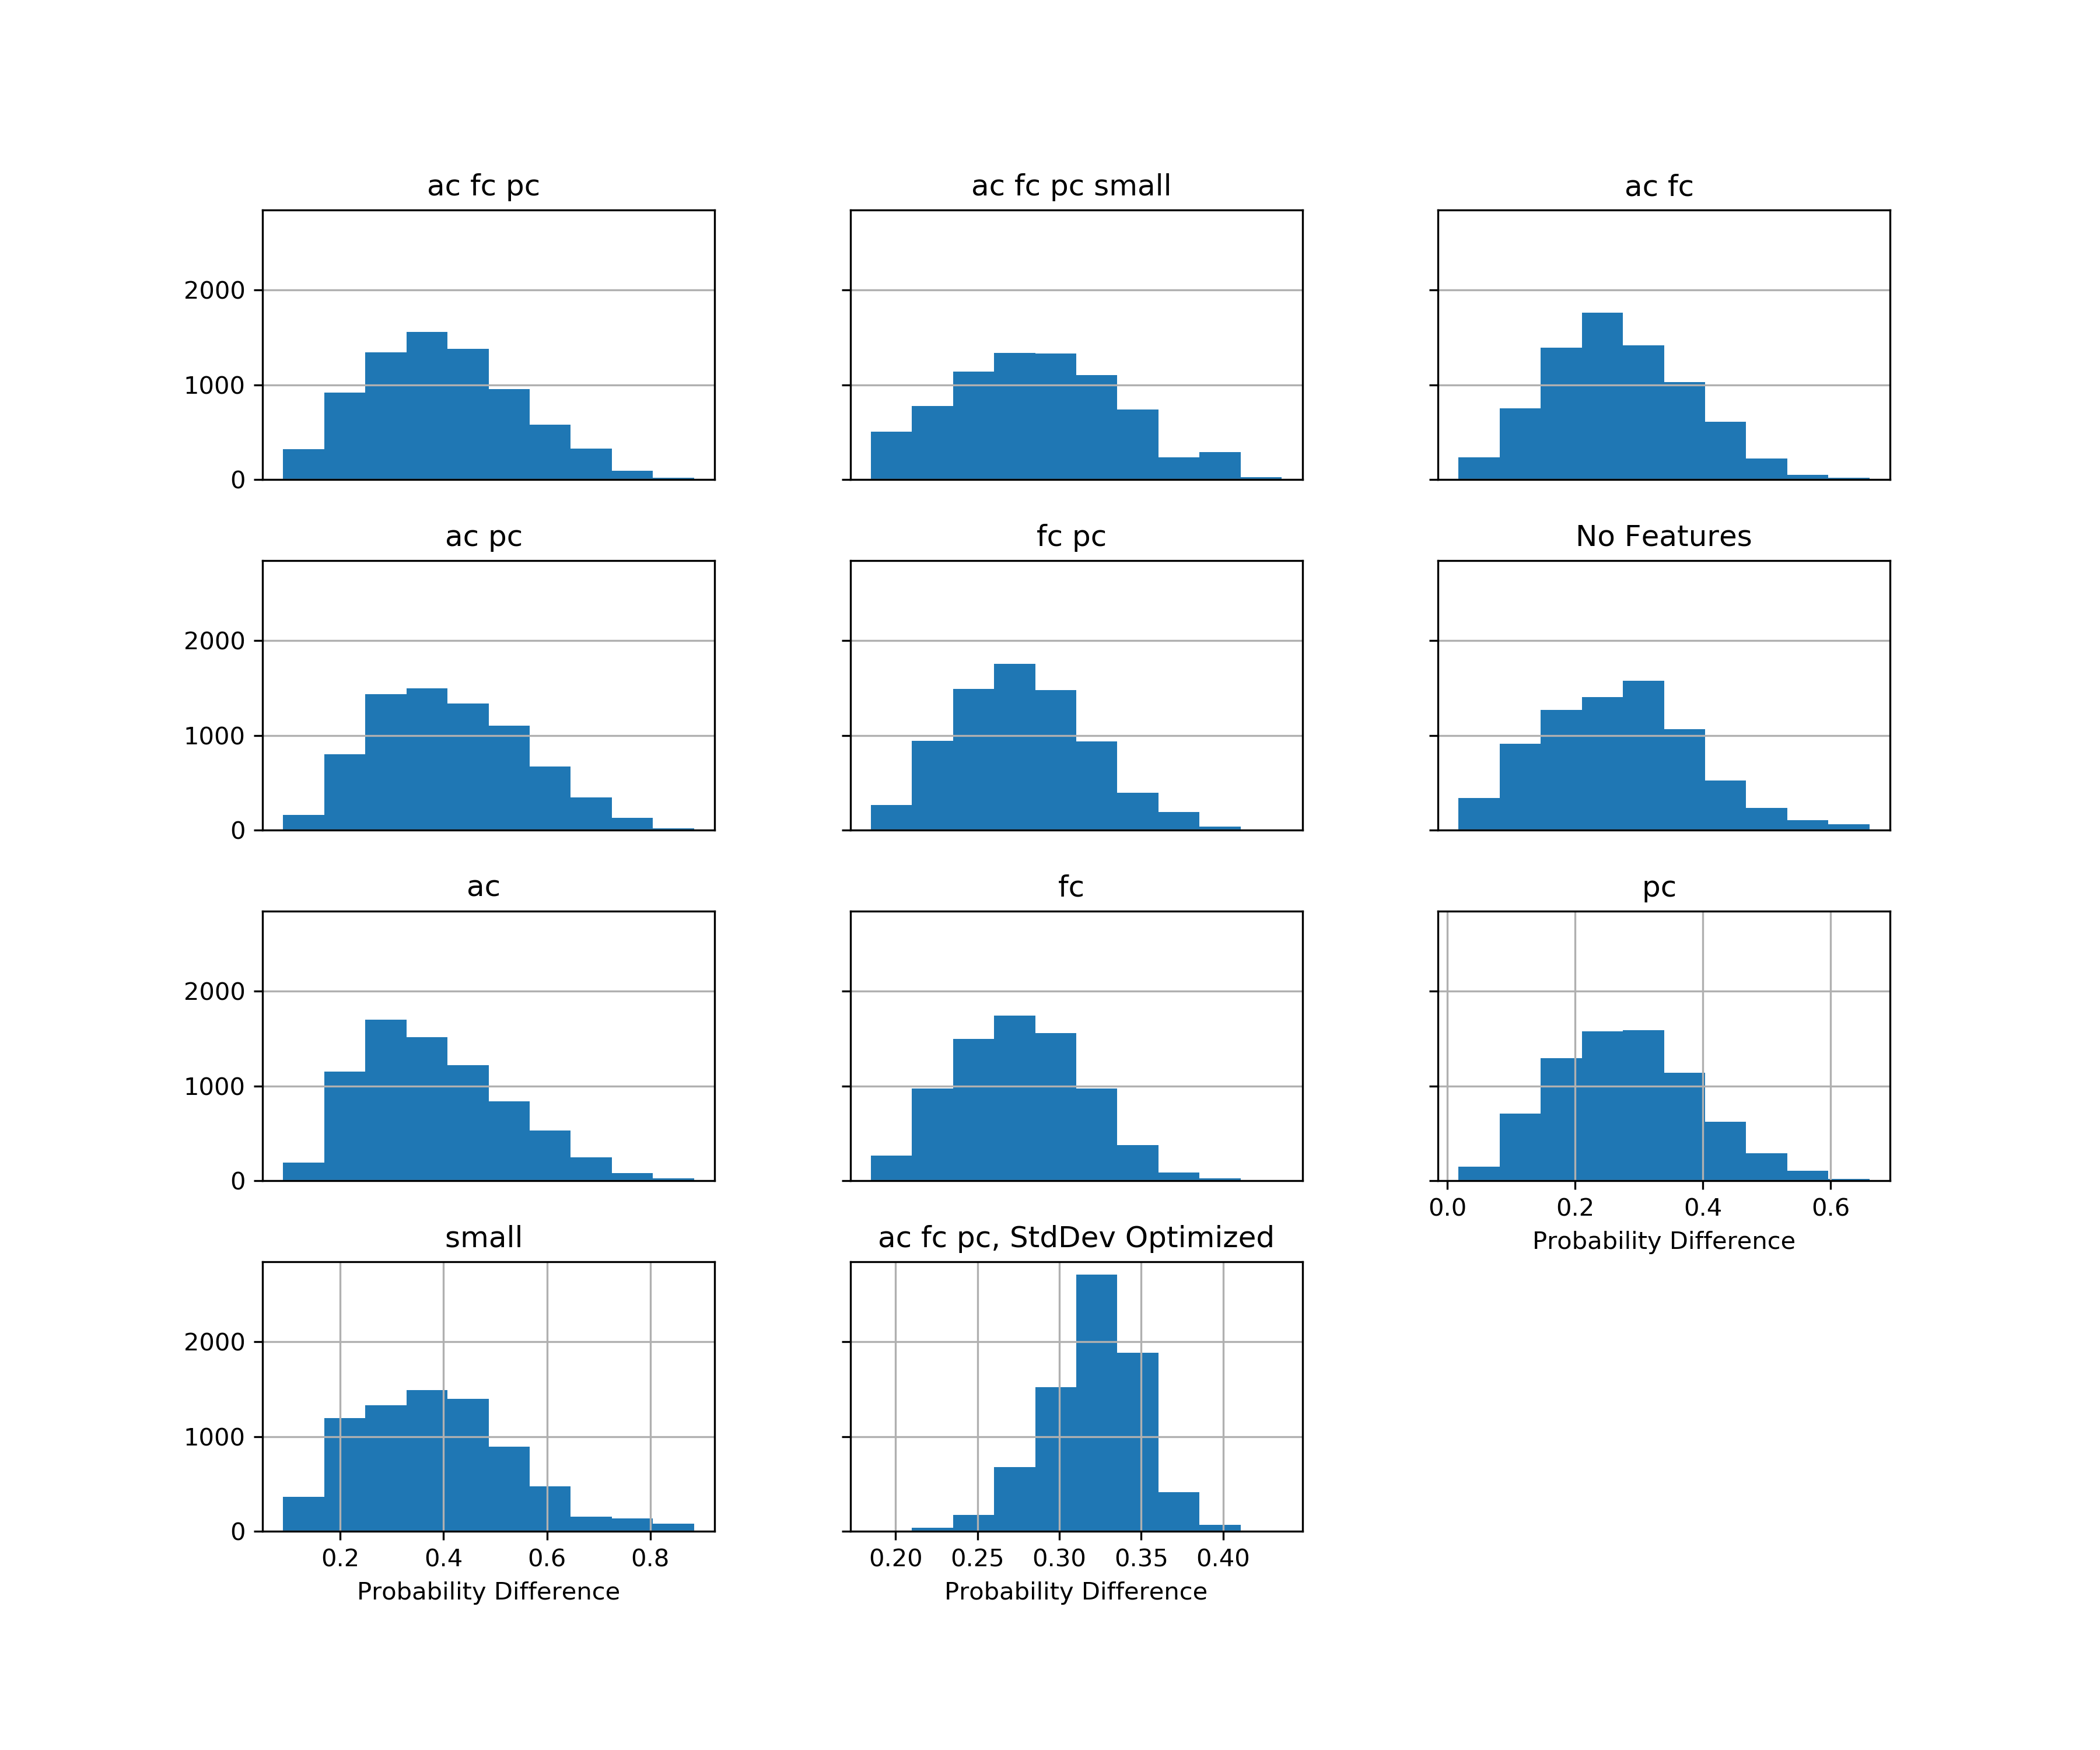 ac fc pc
ac fc pc small
ac fc
2000
1000
0
ac pc
fc pc
No Features
2000
1000
0
ac
fc
pc
2000
1000
0
0.0 0.2 0.4 0.6
Probability Difference
small
ac fc pc, StdDev Optimized
2000
1000
0
0.2 0.4 0.6 0.8
Probability Difference
0.20 0.25 0.30 0.35 0.40
Probability Difference